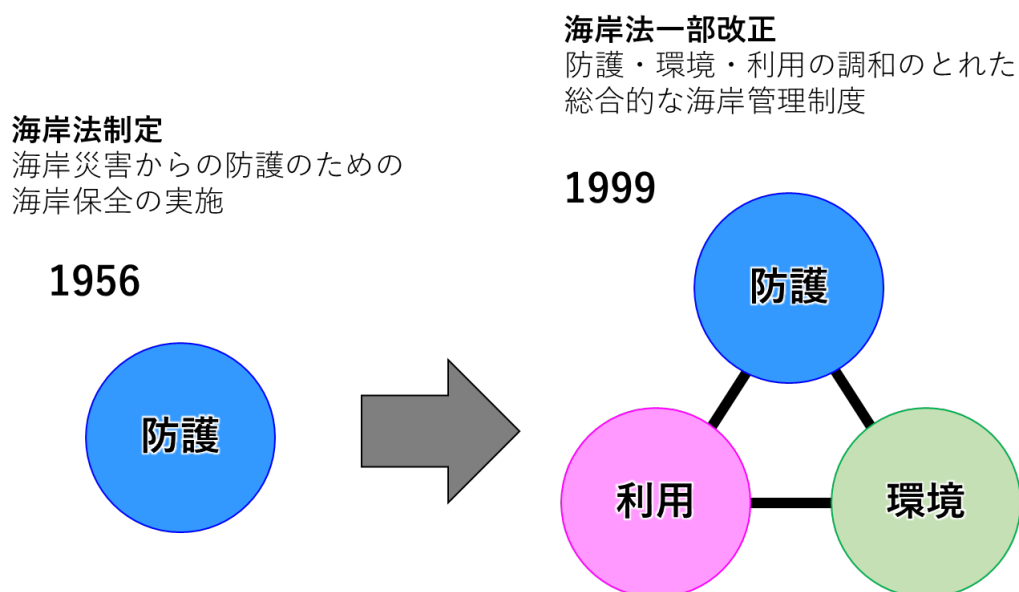 海岸法制定
海岸災害からの防護のための
海岸保全の実施
1956
防護
海岸法一部改正
防護・環境・利用の調和のとれた
総合的な海岸管理制度
1999
防護
利用
環境